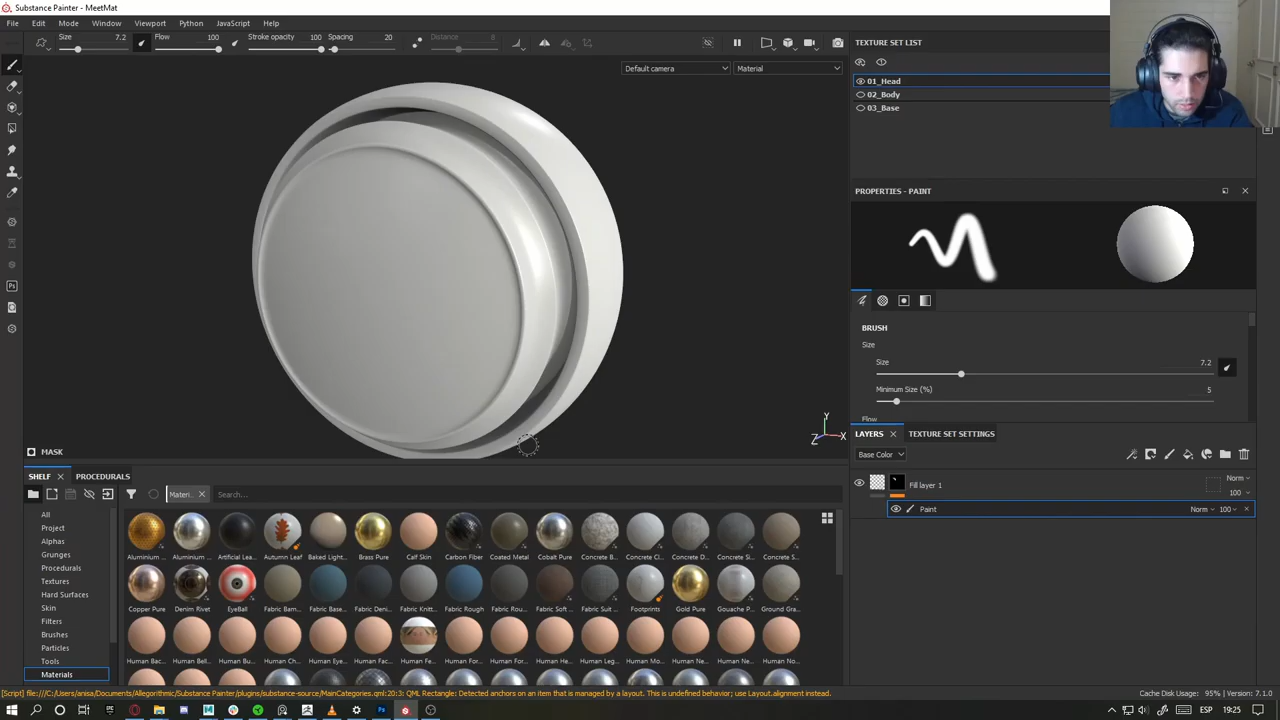 Substance Painter - MeetMat
File Edit Mode Window Viewport Python JavaScript Help
Size 7.2 Flow 100 Stroke opacity 100 Spacing 20 Distance 8
Default camera Material
TEXTURE SET LIST
01_Head
02_Body
03_Base
PROPERTIES - PAINT
BRUSH
Size
Size 7.2
Minimum Size (%) 5
Flow
LAYERS TEXTURE SET SETTINGS
Base Color
Fill layer 1 Norm
100
Paint Norm 100
Z Y X
MASK
SHELF PROCEDURALS
Materi... Search...
All
Project
Alphas
Grunges
Procedurals
Textures
Hard Surfaces
Skin
Filters
Brushes
Particles
Tools
Materials
Aluminium ... Aluminium ... Artificial Lea... Autumn Leaf Baked Light... Brass Pure Calf Skin Carbon Fiber Coated Metal Cobalt Pure Concrete B... Concrete Cl... Concrete D... Concrete Si... Concrete S...
Copper Pure Denim Rivet EyeBall Fabric Bam... Fabric Base... Fabric Deni... Fabric Knitt... Fabric Rough Fabric Rou... Fabric Soft ... Fabric Suit ... Footprints Gold Pure Gouache P... Ground Gra...
Human Bac... Human Bell... Human Bu... Human Ch... Human Eye... Human Fac... Human Fe... Human For... Human For... Human He... Human Leg... Human Mo... Human Ne... Human Ne... Human No...
[Script] file:///C:/Users/anisa/Documents/Allegorithmic/Substance Painter/plugins/substance-source/MainCategories.qml:20:3: QML Rectangle: Detected anchors on an item that is managed by a layout. This is undefined behavior; use Layout.alignment instead.
Cache Disk Usage: 95% | Version: 7.1.0
ESP 19:25